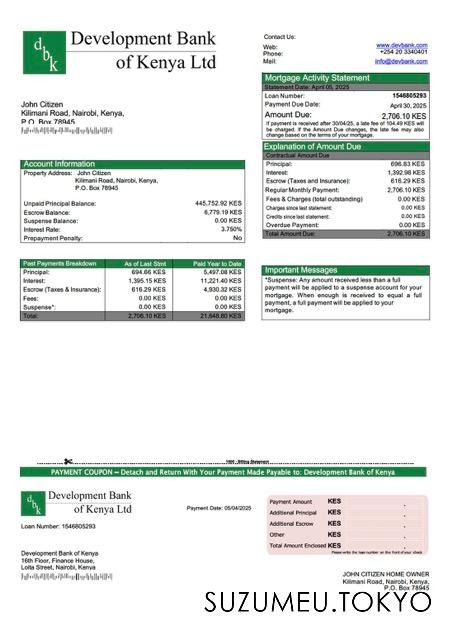 dbk
Development Bank
of Kenya Ltd
Contact Us:
Web: www.devbank.com
Phone: +254 20 3340401
Mail: info@devbank.com
Mortgage Activity Statement
Statement Date: April 05, 2025
Loan Number: 1546805293
Payment Due Date: April 30, 2025
Amount Due: 2,706.10 KES
If payment is received after 30/04/25, a late fee of 104.49 KES will
be charged. If the Amount Due changes, the late fee may also
change based on the terms of your mortgage.
John Citizen
Kilimani Road, Nairobi, Kenya,
P.O. Box 78945
Explanation of Amount Due
Contractual Amount Due
Principal: 696.83 KES
Interest: 1,392.98 KES
Escrow (Taxes and Insurance): 616.29 KES
Regular Monthly Payment: 2,706.10 KES
Fees & Charges (total outstanding) 0.00 KES
Charges since last statement: 0.00 KES
Credits since last statement: 0.00 KES
Overdue Payment: 0.00 KES
Total Amount Due: 2,706.10 KES
Account Information
Property Address: John Citizen
Kilimani Road, Nairobi, Kenya,
P.O. Box 78945
Unpaid Principal Balance: 445,752.92 KES
Escrow Balance: 6,779.19 KES
Suspense Balance: 0.00 KES
Interest Rate: 3.750%
Prepayment Penalty: No
Past Payments Breakdown As of Last Stmt Paid Year to Date
Principal: 694.66 KES 5,497.08 KES
Interest: 1,395.15 KES 11,221.40 KES
Escrow (Taxes & Insurance): 616.29 KES 4,930.32 KES
Fees: 0.00 KES 0.00 KES
Suspense*: 0.00 KES 0.00 KES
Total: 2,706.10 KES 21,648.80 KES
Important Messages
*Suspense: Any amount received less than a full
payment will be applied to a suspense account for your
mortgage. When enough is received to equal a full
payment, a full payment will be applied to your
mortgage.
Billing Statement
PAYMENT COUPON – Detach and Return With Your Payment Made Payable to: Development Bank of Kenya
dbk
Development Bank
of Kenya Ltd
Payment Date: 05/04/2025
Loan Number: 1546805293
Payment Amount KES .
Additional Principal KES .
Additional Escrow KES .
Other KES .
Total Amount Enclosed KES .
Please write the loan number on the front of your check
Development Bank of Kenya
16th Floor, Finance House,
Loita Street, Nairobi, Kenya
JOHN CITIZEN HOME OWNER
Kilimani Road, Nairobi, Kenya,
P.O. Box 78945
SUZUMEU.TOKYO